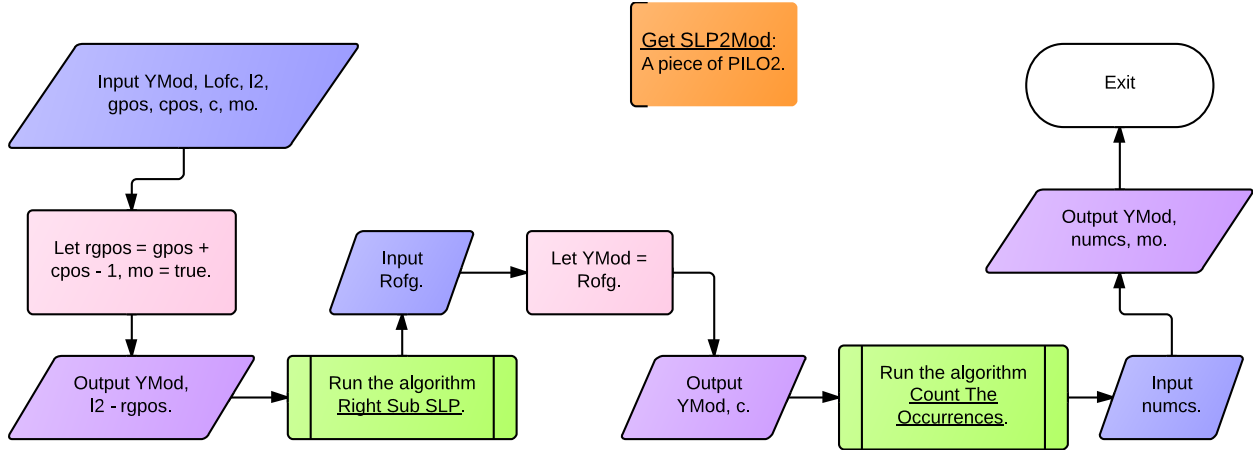 Input YMod, Lofc, l2,
gpos, cpos, c, mo.
Let rgpos = gpos +
cpos - 1, mo = true.
Output YMod,
l2 - rgpos.
Run the algorithm
Right Sub SLP.
Input
Rofg.
Let YMod =
Rofg.
Output
YMod, c.
Run the algorithm
Count The
Occurrences.
Input
numcs.
Output YMod,
numcs, mo.
Exit
Get SLP2Mod:
A piece of PILO2.